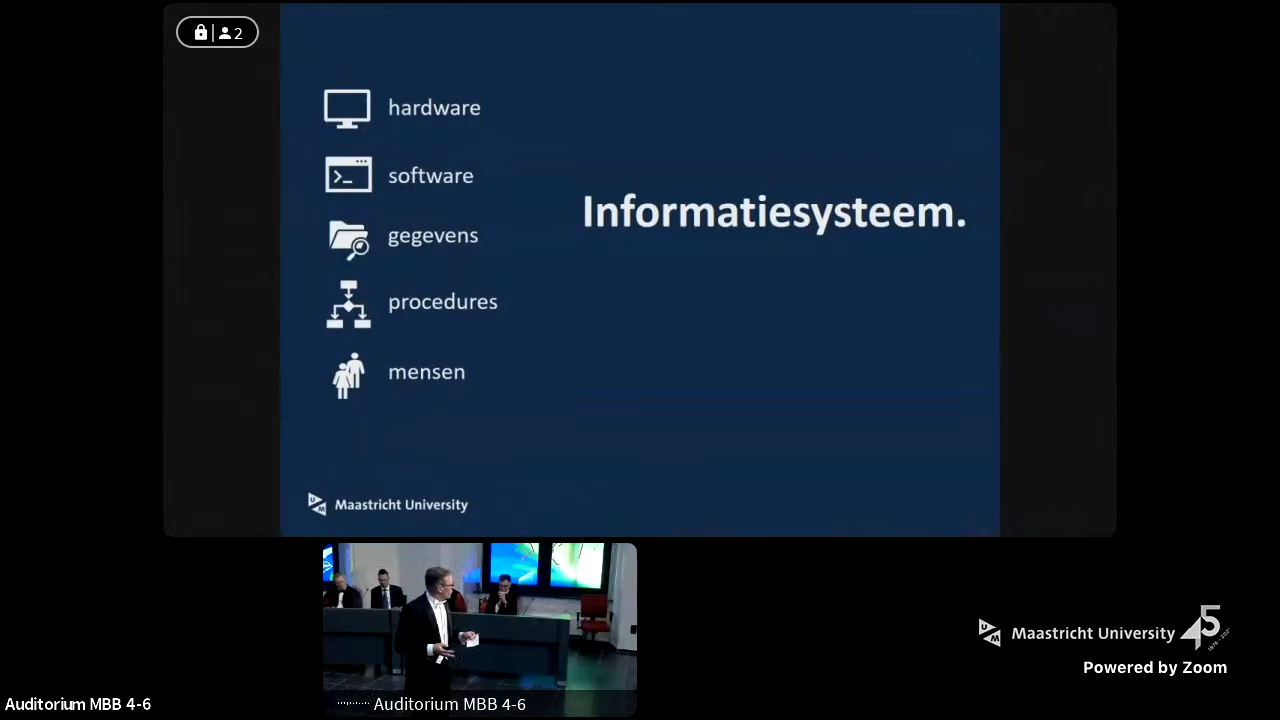 2
hardware
software
gegevens
procedures
mensen
Informatiesysteem.
Maastricht University
Maastricht University
45
Powered by Zoom
Auditorium MBB 4-6
Auditorium MBB 4-6